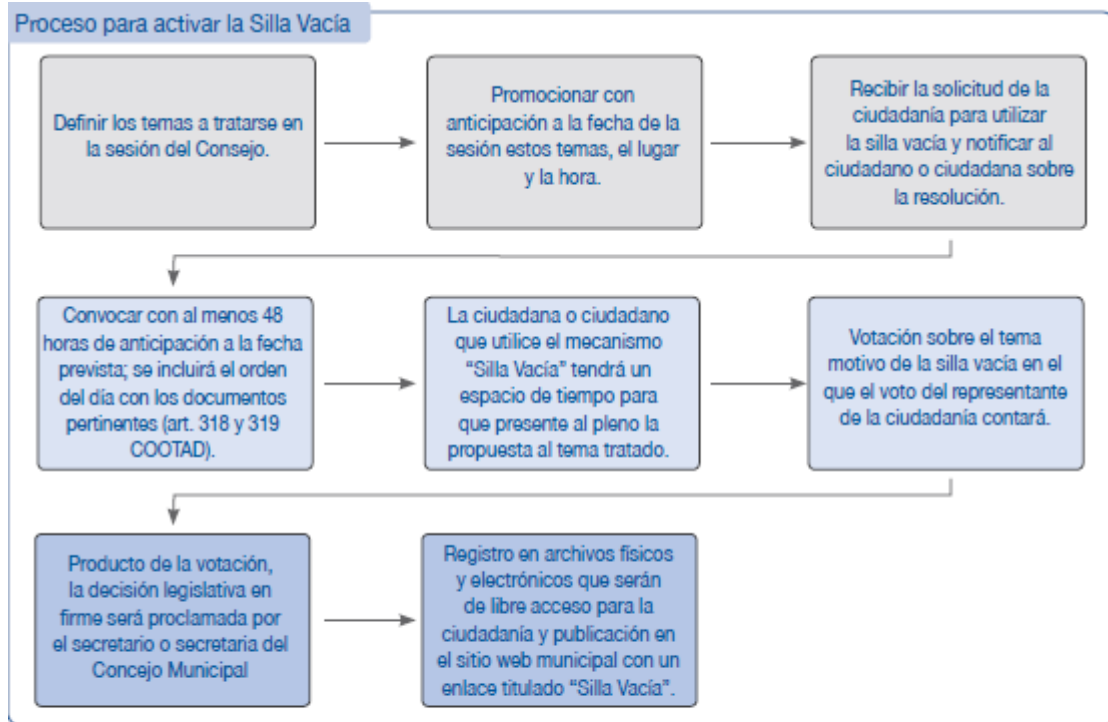 Proceso para activar la Silla Vacía
Definir los temas a tratarse en
la sesión del Consejo.
Promocionar con
anticipación a la fecha de la
sesión estos temas, el lugar
y la hora.
Recibir la solicitud de la
ciudadanía para utilizar
la silla vacía y notificar al
ciudadano o ciudadana sobre
la resolución.
Convocar con al menos 48
horas de anticipación a la fecha
prevista; se incluirá el orden
del día con los documentos
pertinentes (art. 318 y 319
COOTAD).
La ciudadana o ciudadano
que utilice el mecanismo
“Silla Vacía” tendrá un
espacio de tiempo para
que presente al pleno la
propuesta al tema tratado.
Votación sobre el tema
motivo de la silla vacía en el
que el voto del representante
de la ciudadanía contará.
Producto de la votación,
la decisión legislativa en
firme será proclamada por
el secretario o secretaria del
Concejo Municipal
Registro en archivos físicos
y electrónicos que serán
de libre acceso para la
ciudadanía y publicación en
el sitio web municipal con un
enlace titulado “Silla Vacía”.